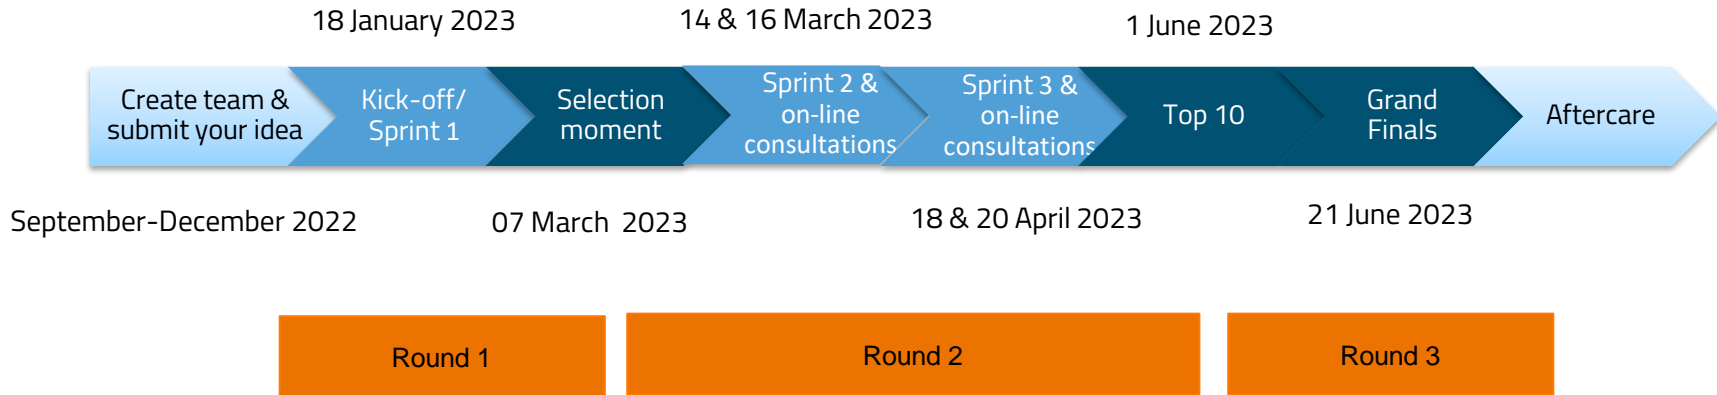 18 January 2023
14 & 16 March 2023
1 June 2023
Create team &
submit your idea
Kick-off/
Sprint 1
Selection
moment
Sprint 2 &
on-line
consultations
Sprint 3 &
on-line
consultations
Top 10
Grand
Finals
Aftercare
September-December 2022
07 March 2023
18 & 20 April 2023
21 June 2023
Round 1
Round 2
Round 3